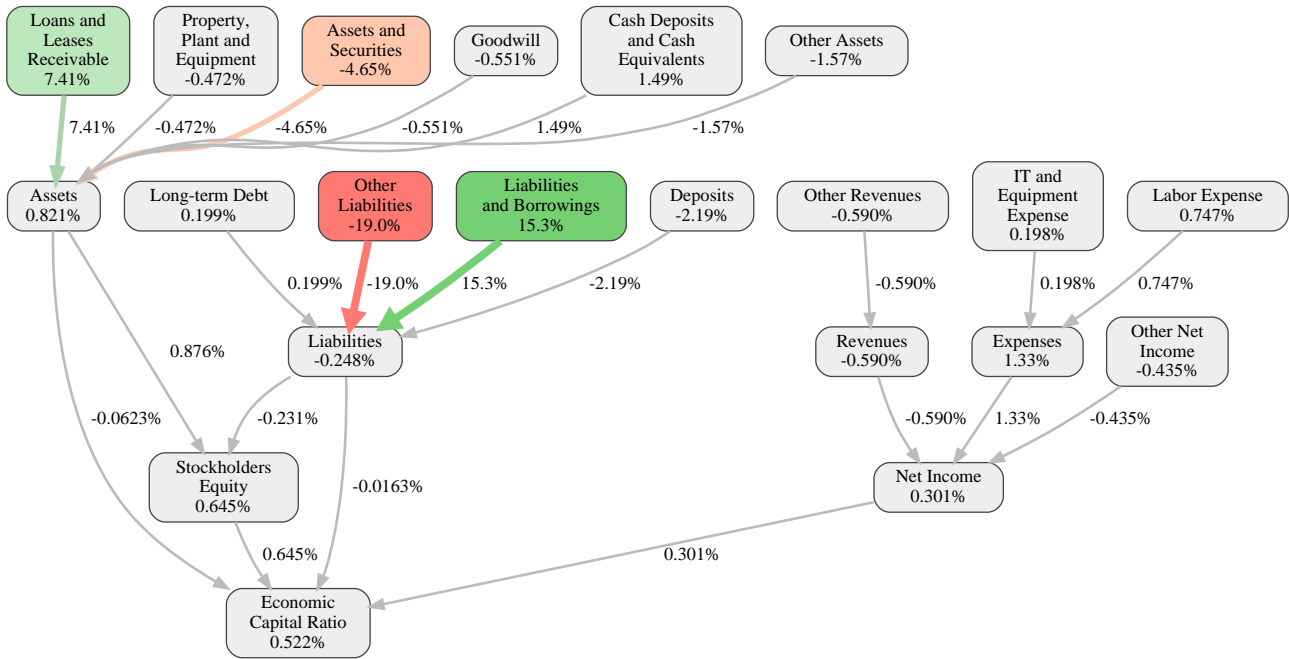 Loans and
Leases
Receivable
7.41%
Property,
Plant and
Equipment
-0.472%
Assets and
Securities
-4.65%
Goodwill
-0.551%
Cash Deposits
and Cash
Equivalents
1.49%
Other Assets
-1.57%
7.41%
-0.472%
-4.65%
-0.551%
1.49%
-1.57%
Assets
0.821%
Long-term Debt
0.199%
Other
Liabilities
-19.0%
Liabilities
and Borrowings
15.3%
Deposits
-2.19%
Other Revenues
-0.590%
IT and
Equipment
Expense
0.198%
Labor Expense
0.747%
0.199%
-19.0%
15.3%
-2.19%
-0.590%
0.198%
0.747%
Liabilities
-0.248%
Revenues
-0.590%
Expenses
1.33%
Other Net
Income
-0.435%
0.876%
-0.0623%
-0.231%
-0.590%
1.33%
-0.435%
Stockholders
Equity
0.645%
-0.0163%
Net Income
0.301%
0.645%
0.301%
Economic
Capital Ratio
0.522%